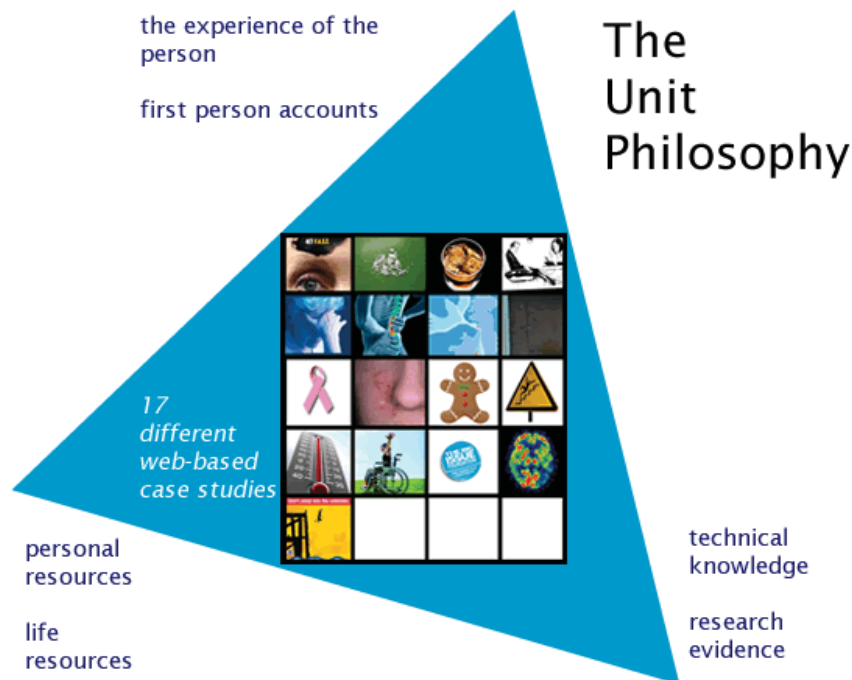 the experience of the
person
first person accounts
The
Unit
Philosophy
17
different
web-based
case studies
personal
resources
life
resources
technical
knowledge
research
evidence